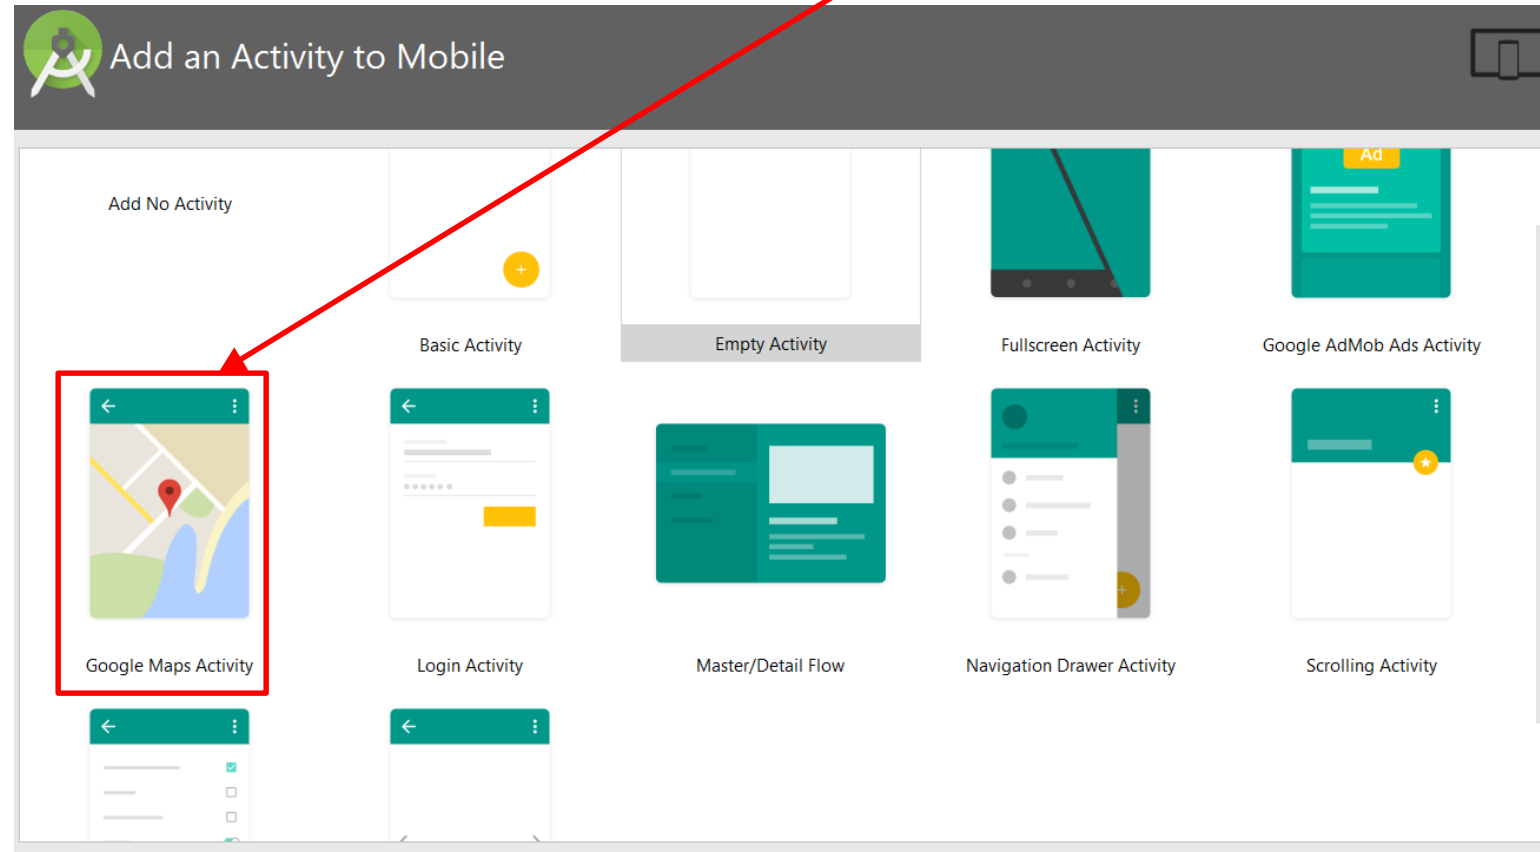 Add an Activity to Mobile
Ad
Add No Activity
Basic Activity
Empty Activity
Fullscreen Activity
Google AdMob Ads Activity
Google Maps Activity
Login Activity
Master/Detail Flow
Navigation Drawer Activity
Scrolling Activity